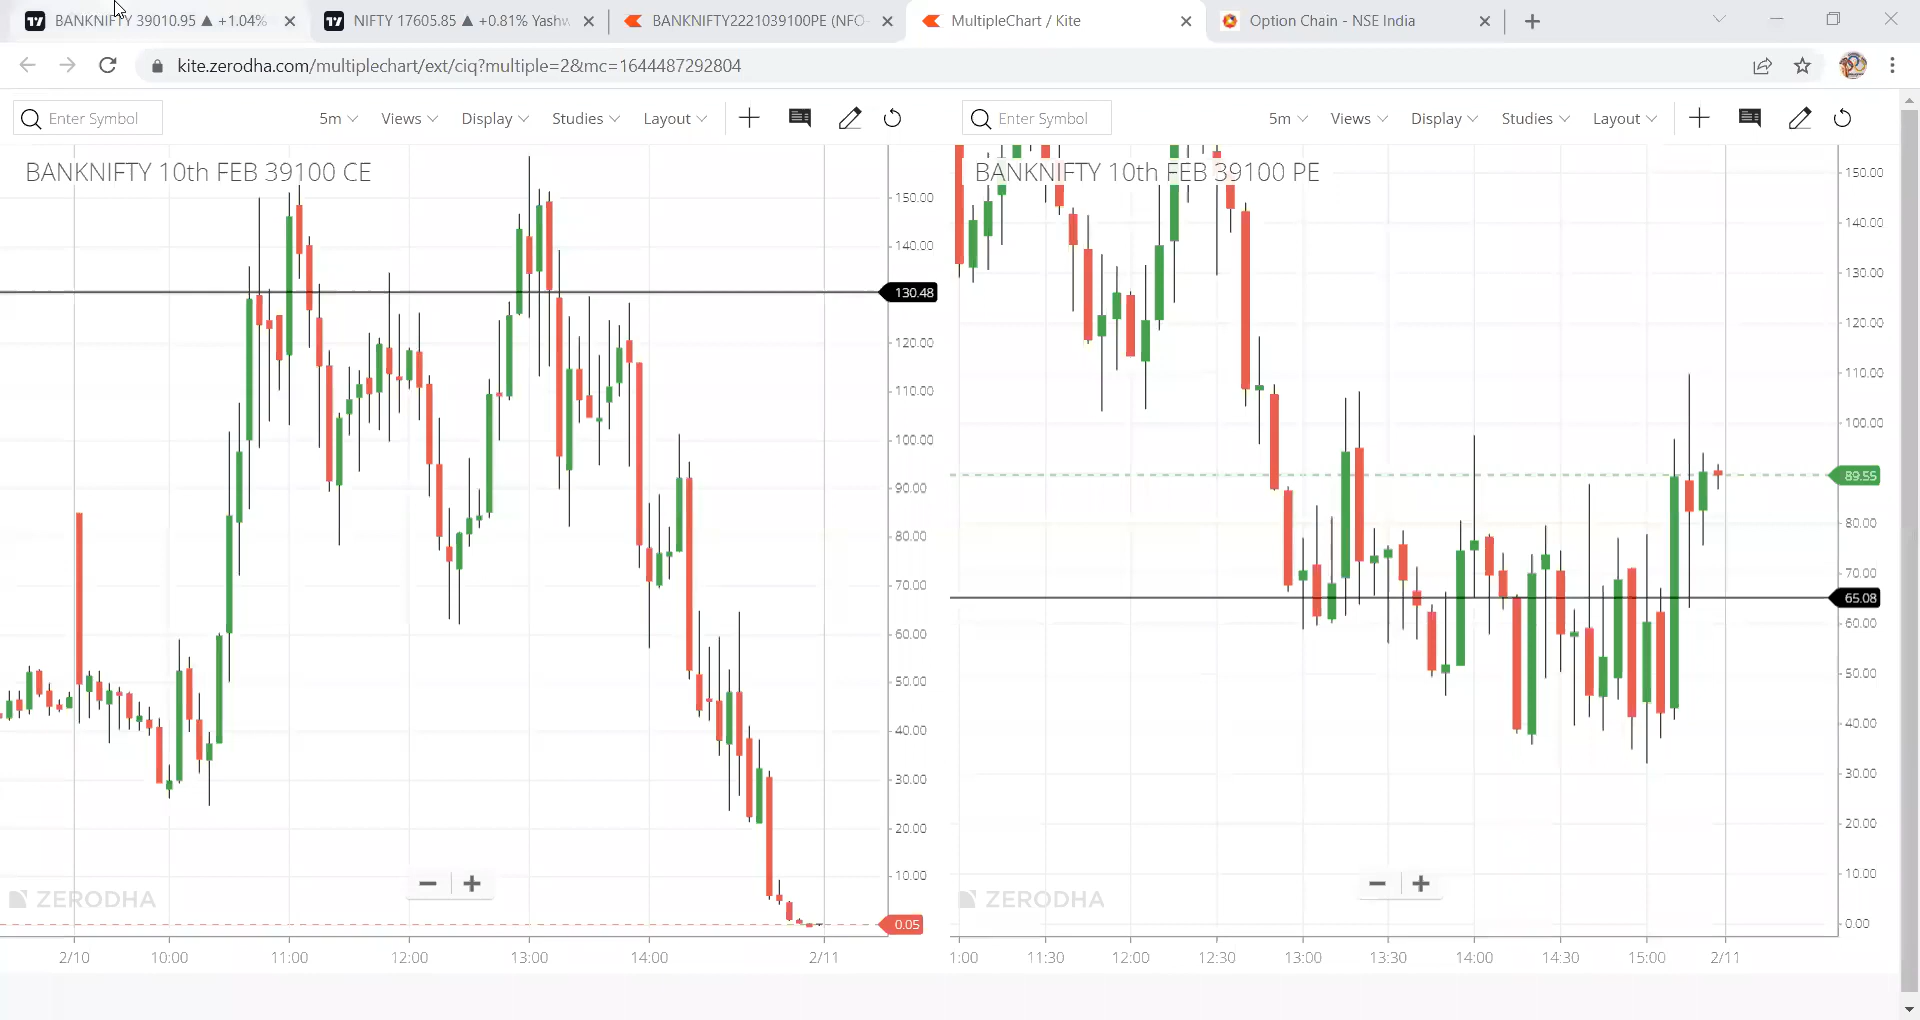 BANKNIFTY 39010.95 ▲ +1.04%
NIFTY 17605.85 ▲ +0.81% Yashw
BANKNIFTY2221039100PE (NFO-
MultipleChart / Kite
Option Chain - NSE India
kite.zerodha.com/multiplechart/ext/ciq?multiple=2&mc=1644487292804
Enter Symbol 5m Views Display Studies Layout
Enter Symbol 5m Views Display Studies Layout
BANKNIFTY 10th FEB 39100 CE
150.00
140.00
130.48
120.00
110.00
100.00
90.00
80.00
70.00
60.00
50.00
40.00
30.00
20.00
10.00
0.05
ZERODHA
2/10 10:00 11:00 12:00 13:00 14:00 2/11
BANKNIFTY 10th FEB 39100 PE
150.00
140.00
130.00
120.00
110.00
100.00
89.55
80.00
70.00
65.08
60.00
50.00
40.00
30.00
20.00
10.00
0.00
ZERODHA
1:00 11:30 12:00 12:30 13:00 13:30 14:00 14:30 15:00 2/11